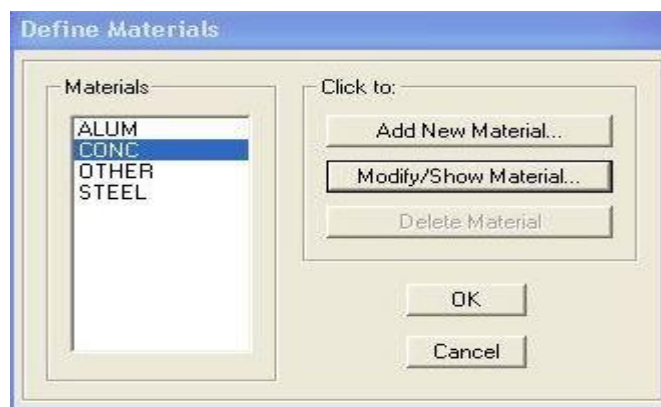 Define Materials
Materials
ALUM
CONC
OTHER
STEEL
Click to:
Add New Material...
Modify/Show Material...
Delete Material
OK
Cancel